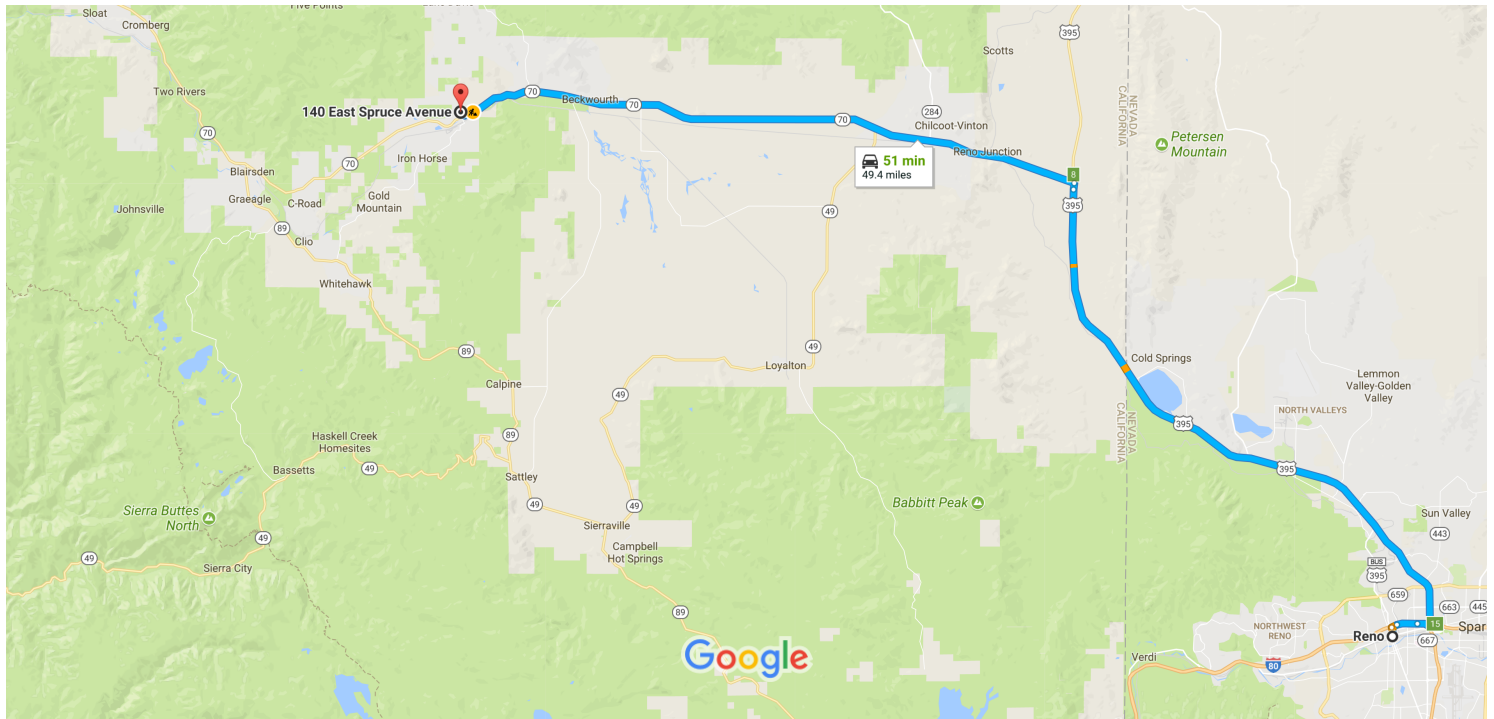 Five Points
Sloat
Cromberg
395
Scotts
Two Rivers
70
Beckwourth
70
140 East Spruce Avenue
284
NEVADA
CALIFORNIA
70
Chilcoot-Vinton
70
Iron Horse
70
Reno Junction
Petersen
Mountain
51 min
49.4 miles
Blairsden
8
Graeagle
C-Road
Gold
Mountain
Johnsville
49
395
89
Clio
Whitehawk
89
49
Loyalton
Cold Springs
Lemmon
Valley-Golden
Valley
Calpine
49
NEVADA
CALIFORNIA
NORTH VALLEYS
395
Haskell Creek
Homesites
89
49
Bassetts
395
Sattley
Sierra Buttes
North
49
49
Babbitt Peak
Sun Valley
Sierraville
443
49
49
Sierra City
Campbell
Hot Springs
BUS
395
659
89
663
445
NORTHWEST
RENO
15
Spar
Reno
667
Google
Verdi
80